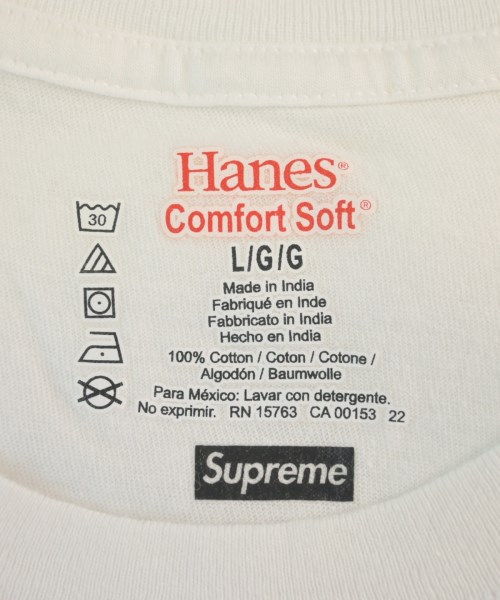 Hanes®
Comfort Soft®
30
L/G/G
Made in India
Fabriqué en Inde
Fabbricato in India
Hecho en India
100% Cotton / Coton / Cotone /
Algodón / Baumwolle
Para México: Lavar con detergente.
No exprimir. RN 15763 CA 00153 22
Supreme